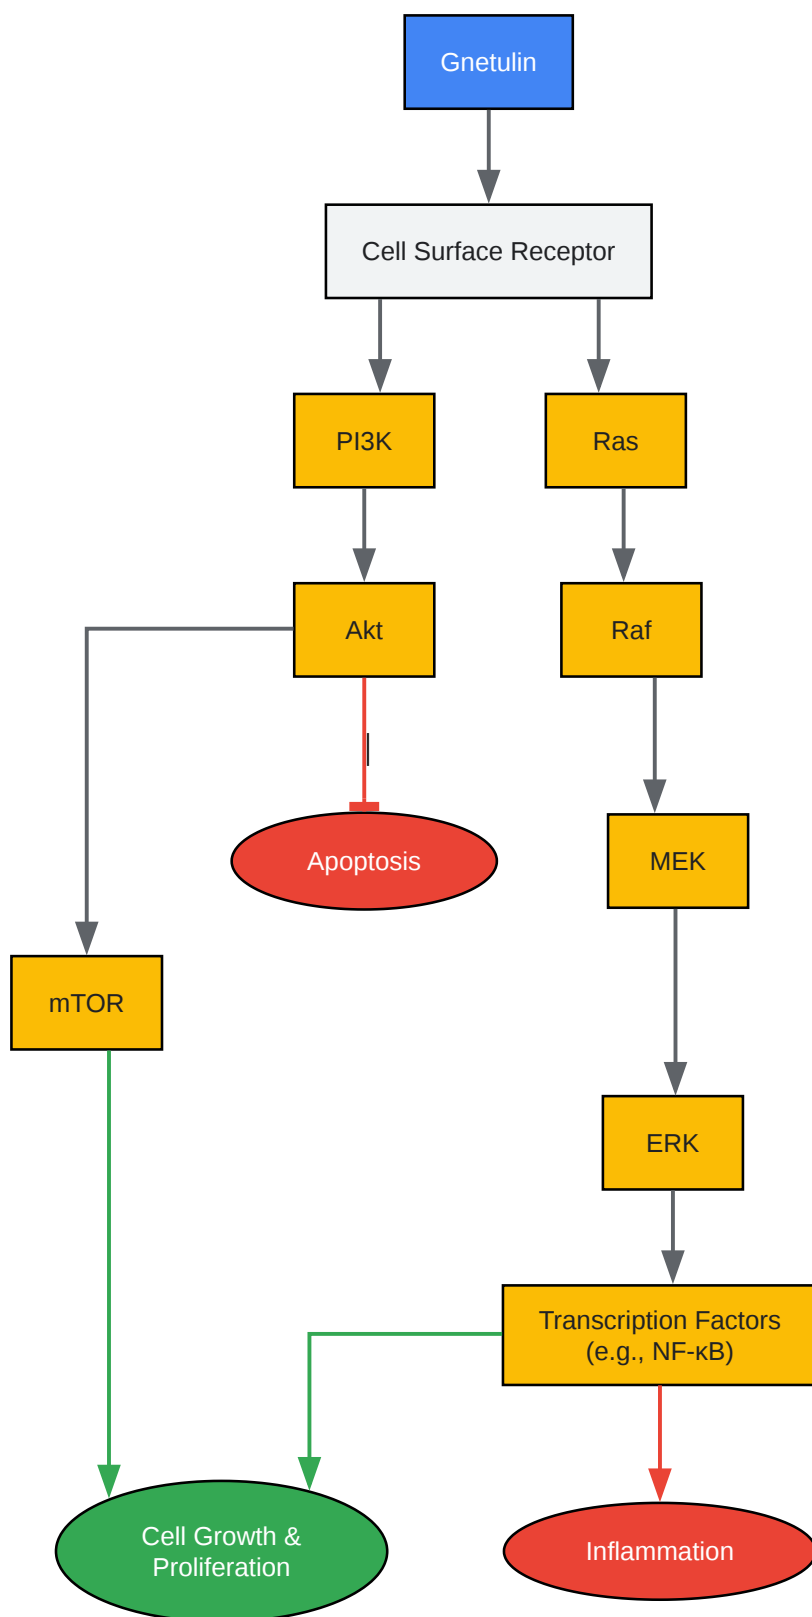 Gnetulin
Cell Surface Receptor
PI3K
Ras
Akt
Raf
Apoptosis
MEK
mTOR
ERK
Transcription Factors
(e.g., NF-κB)
Cell Growth &
Proliferation
Inflammation